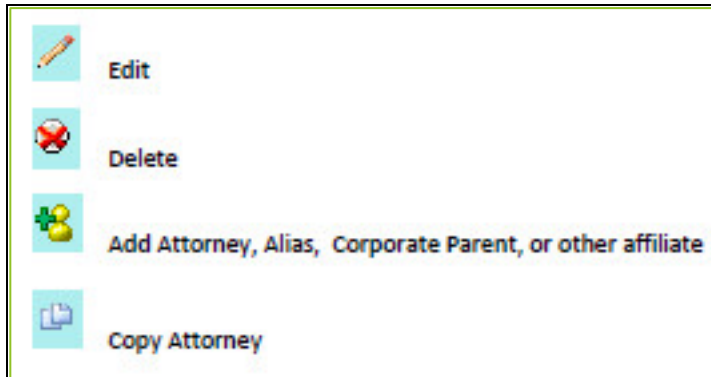 Edit
Delete
Add Attorney, Alias, Corporate Parent, or other affiliate
Copy Attorney